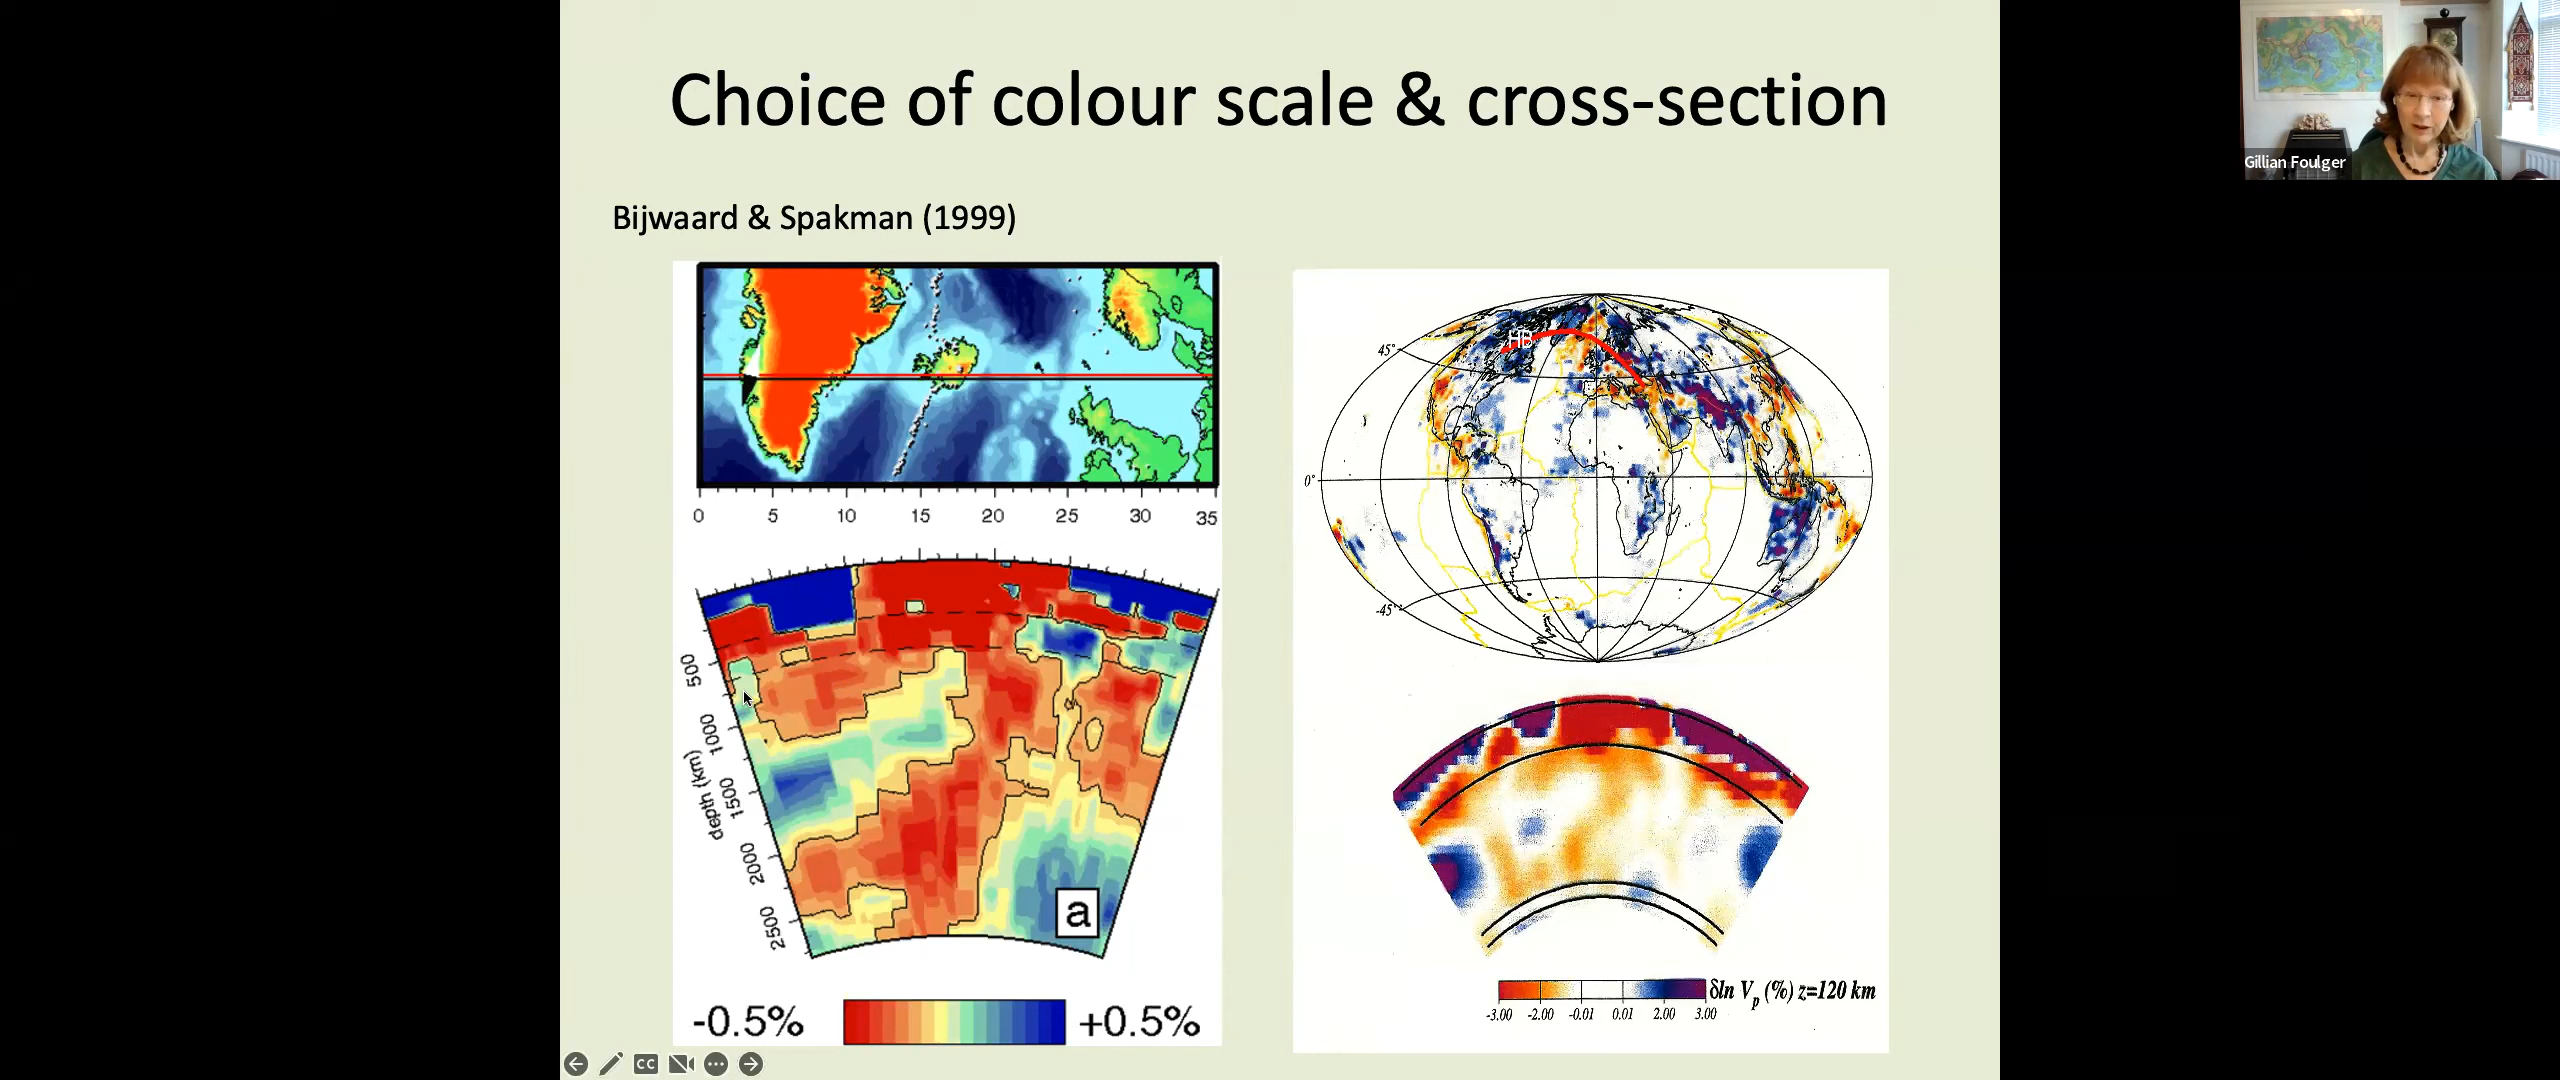 Choice of colour scale & cross-section
Gillian Foulger
Bijwaard & Spakman (1999)
0 5 10 15 20 25 30 35
500
1000
1500
2000
2500
depth (km)
a
-0.5% +0.5%
HB
45°
0°
-45°
δln Vp (%) z=120 km
-3.00 -2.00 -0.01 0.01 2.00 3.00
CC